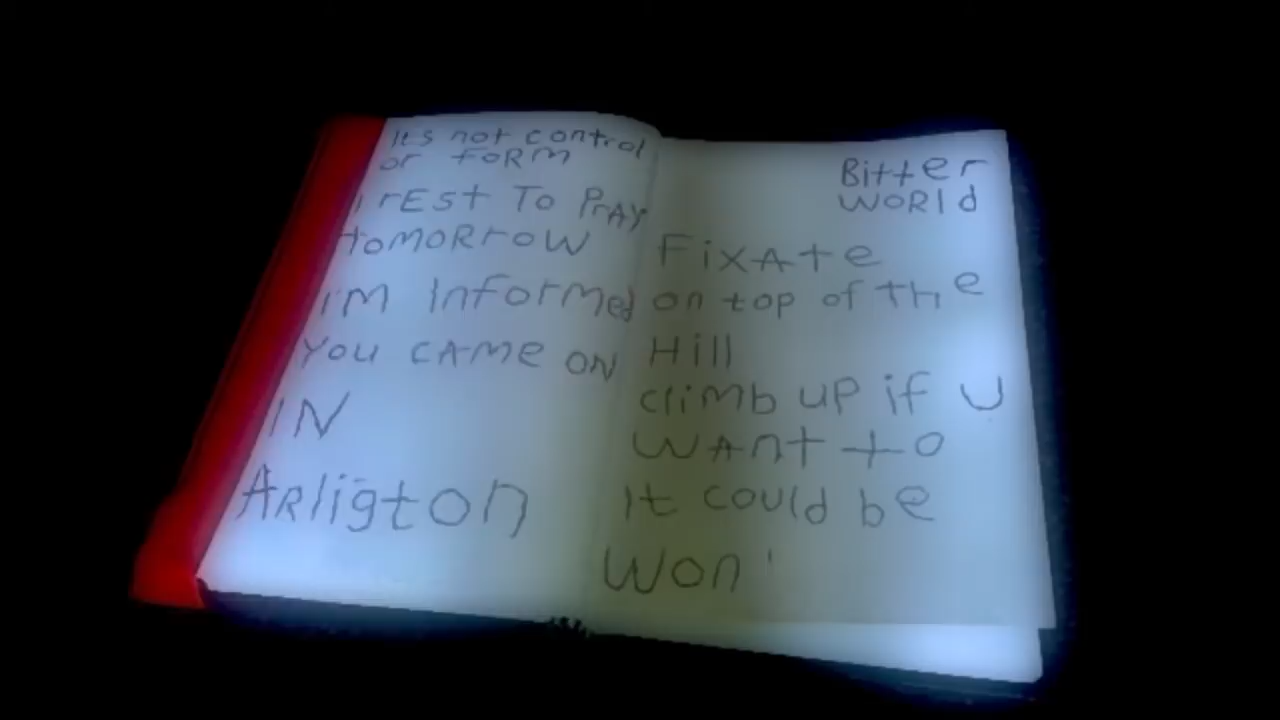 Its not control
or FORM
I rESt To PrAY
toMORroW
I'M InFormed
You CAMe ON
IN
ARligton
Bitter
WORld
FixAte
on top of the
Hill
climb up if U
WAnt to
It could be
Won'